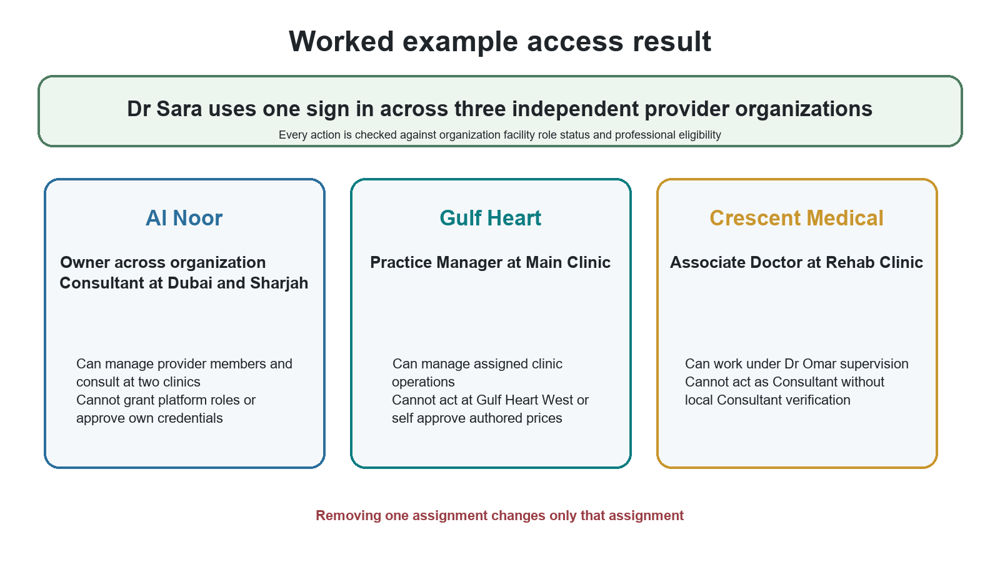 Worked example access result
Dr Sara uses one sign in across three independent provider organizations
Every action is checked against organization facility role status and professional eligibility
Al Noor
Owner across organization
Consultant at Dubai and Sharjah
Can manage provider members and
consult at two clinics
Cannot grant platform roles or
approve own credentials
Gulf Heart
Practice Manager at Main Clinic
Can manage assigned clinic
operations
Cannot act at Gulf Heart West or
self approve authored prices
Crescent Medical
Associate Doctor at Rehab Clinic
Can work under Dr Omar supervision
Cannot act as Consultant without
local Consultant verification
Removing one assignment changes only that assignment